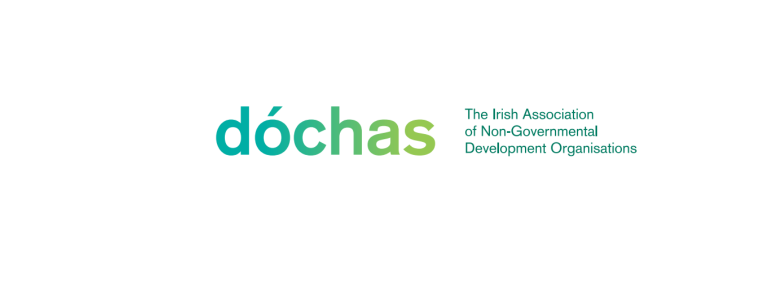 dóchas
The Irish Association
of Non-Governmental
Development Organisations